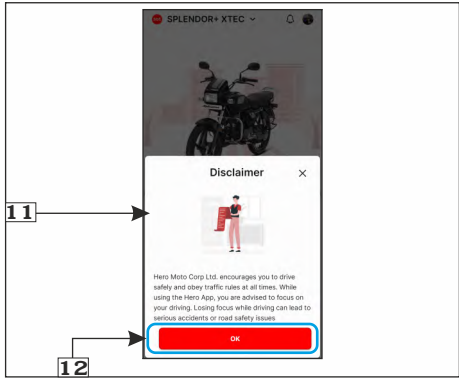 SPLENDOR+ XTEC
Disclaimer
11
Hero Moto Corp Ltd. encourages you to drive
safely and obey traffic rules at all times. While
using the Hero App, you are advised to focus on
your driving. Losing focus while driving can lead to
serious accidents or road safety issues
OK
12